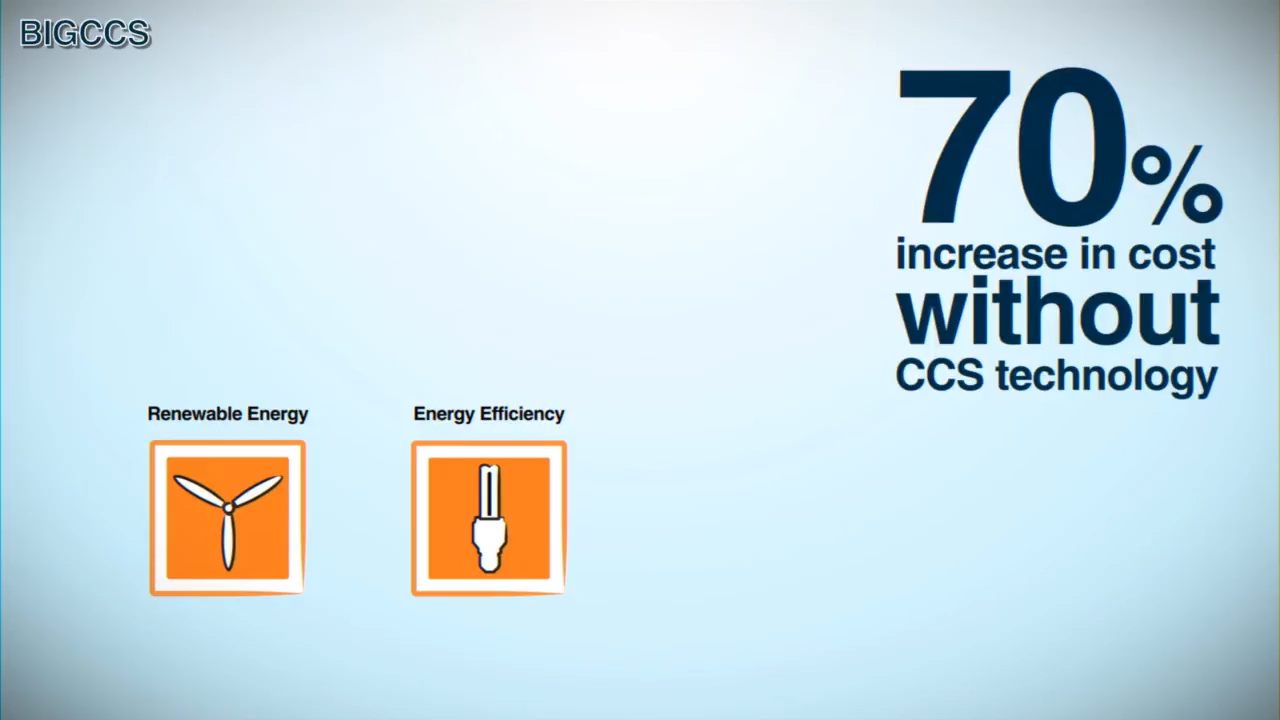 BIGCCS
70%
increase in cost
without
CCS technology
Renewable Energy
Energy Efficiency